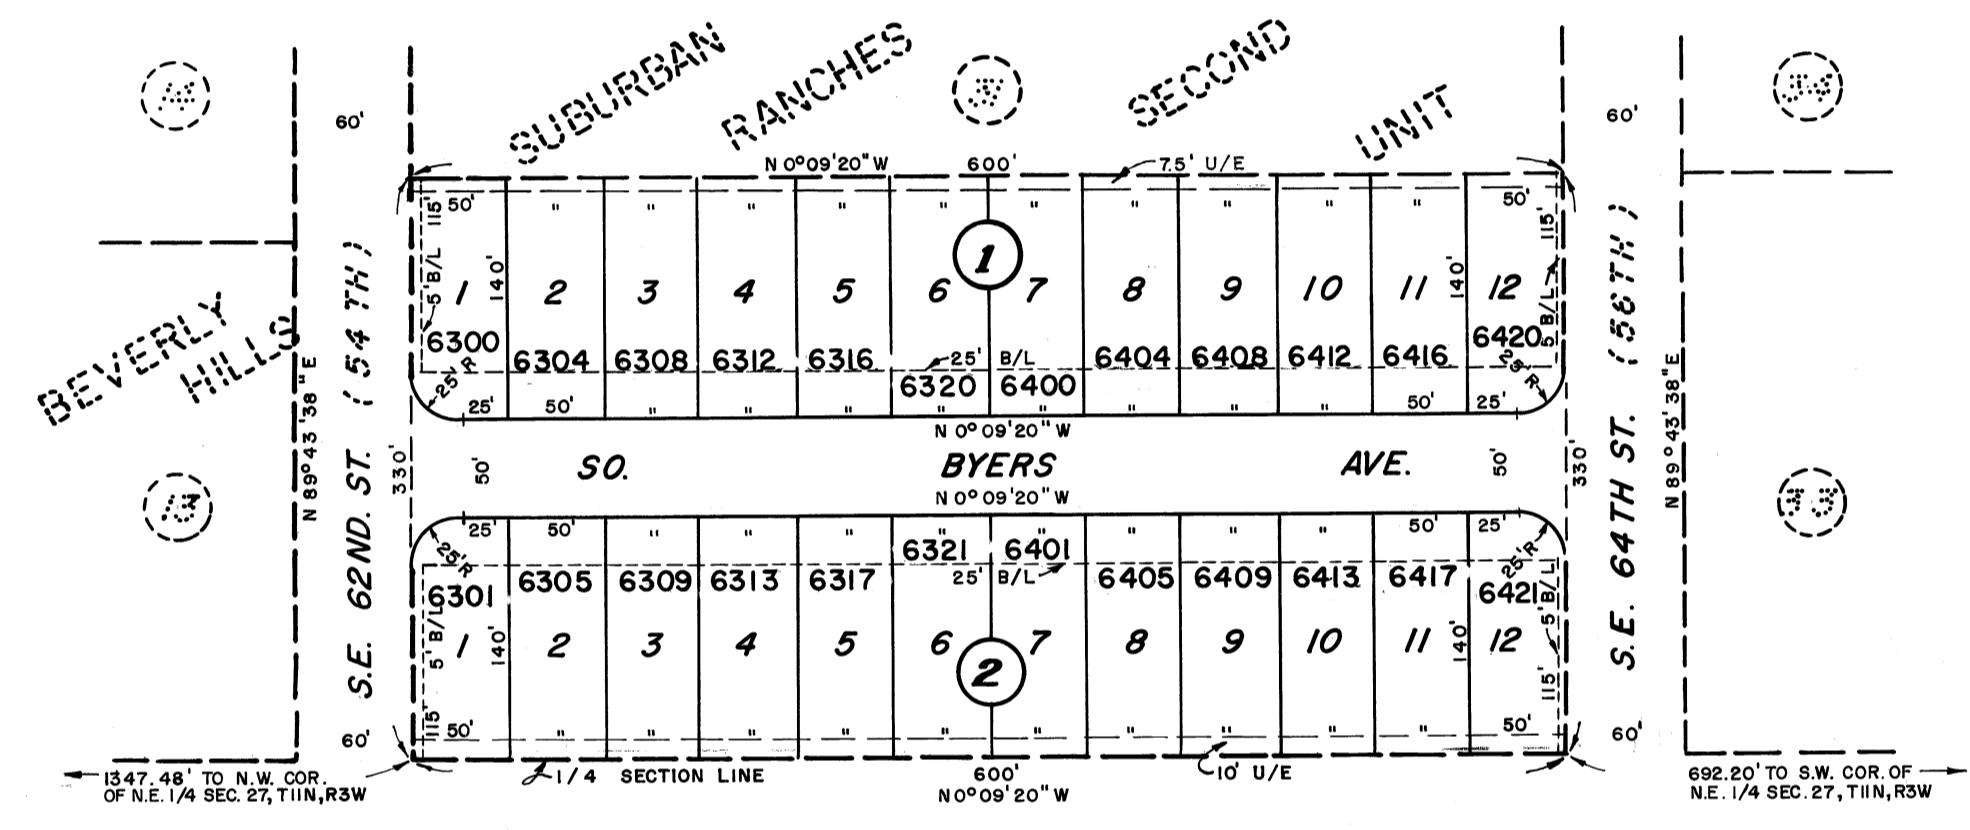 SUBURBAN RANCHES SECOND UNIT
60'
60'
N 0° 09' 20" W 600' 7.5' U/E
50' " " " " " " " " " " 50'
115' 115'
5' B/L 5' B/L
140' 140'
1
1 2 3 4 5 6 7 8 9 10 11 12
6300 6304 6308 6312 6316 6320 6400 6404 6408 6412 6416 6420
25' B/L
25' R 25' R
25' 50' " " " " " " " " 50' 25'
N 0° 09' 20" W
BEVERLY
HILLS
N 89° 43' 38" E
S.E. 62ND. ST. (54TH)
330'
50'
SO. BYERS AVE.
50'
330'
S.E. 64TH ST. (56TH)
N 89° 43' 38" E
13
33
N 0° 09' 20" W
25' 50' " " " " " " " " 50' 25'
25' R 25' R
6321 6401
25' B/L
6301 6305 6309 6313 6317 6405 6409 6413 6417 6421
5' B/L 5' B/L
140' 140'
1 2 3 4 5 6 7 8 9 10 11 12
2
115' 115'
50' " " " " " " " " " " 50'
60'
60'
1/4 SECTION LINE 600' 10' U/E
N 0° 09' 20" W
1347.48' TO N.W. COR.
OF N.E. 1/4 SEC. 27, T11N, R3W
692.20' TO S.W. COR. OF
N.E. 1/4 SEC. 27, T11N, R3W